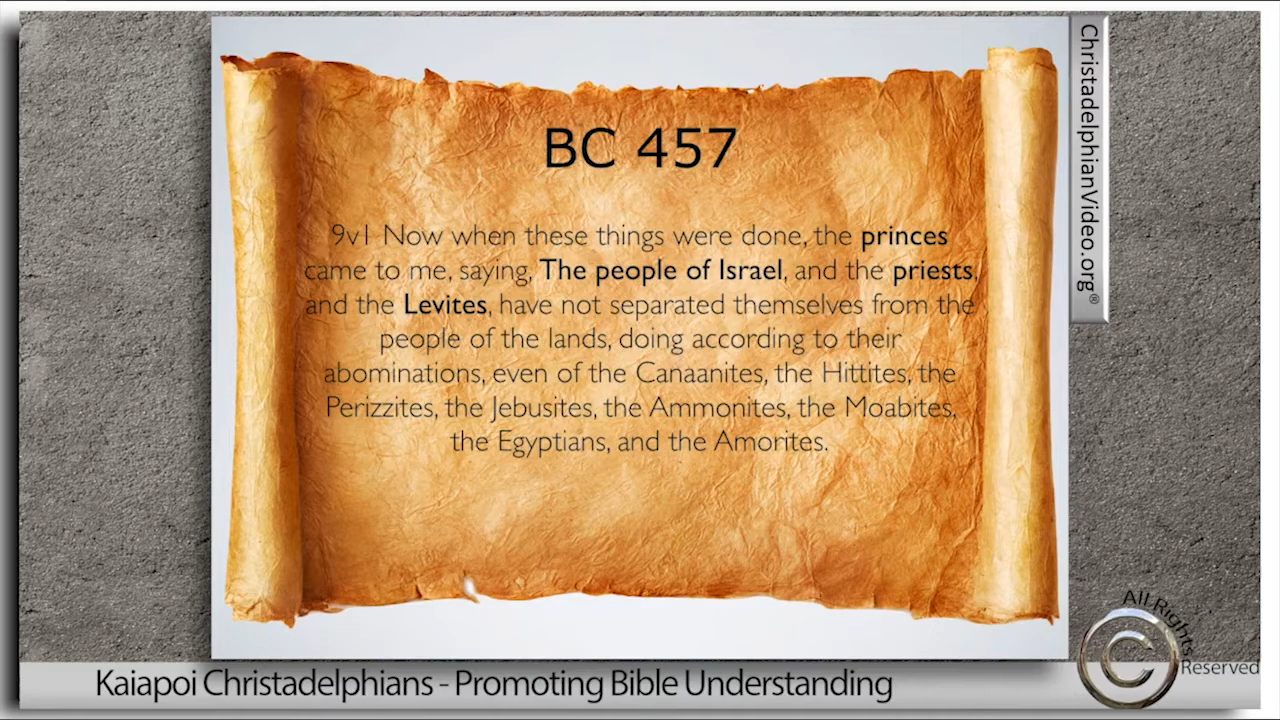 BC 457
9v1 Now when these things were done, the princes
came to me, saying, The people of Israel, and the priests,
and the Levites, have not separated themselves from the
people of the lands, doing according to their
abominations, even of the Canaanites, the Hittites, the
Perizzites, the Jebusites, the Ammonites, the Moabites,
the Egyptians, and the Amorites.
ChristadelphianVideo.org®
All Rights
Reserved
Kaiapoi Christadelphians - Promoting Bible Understanding